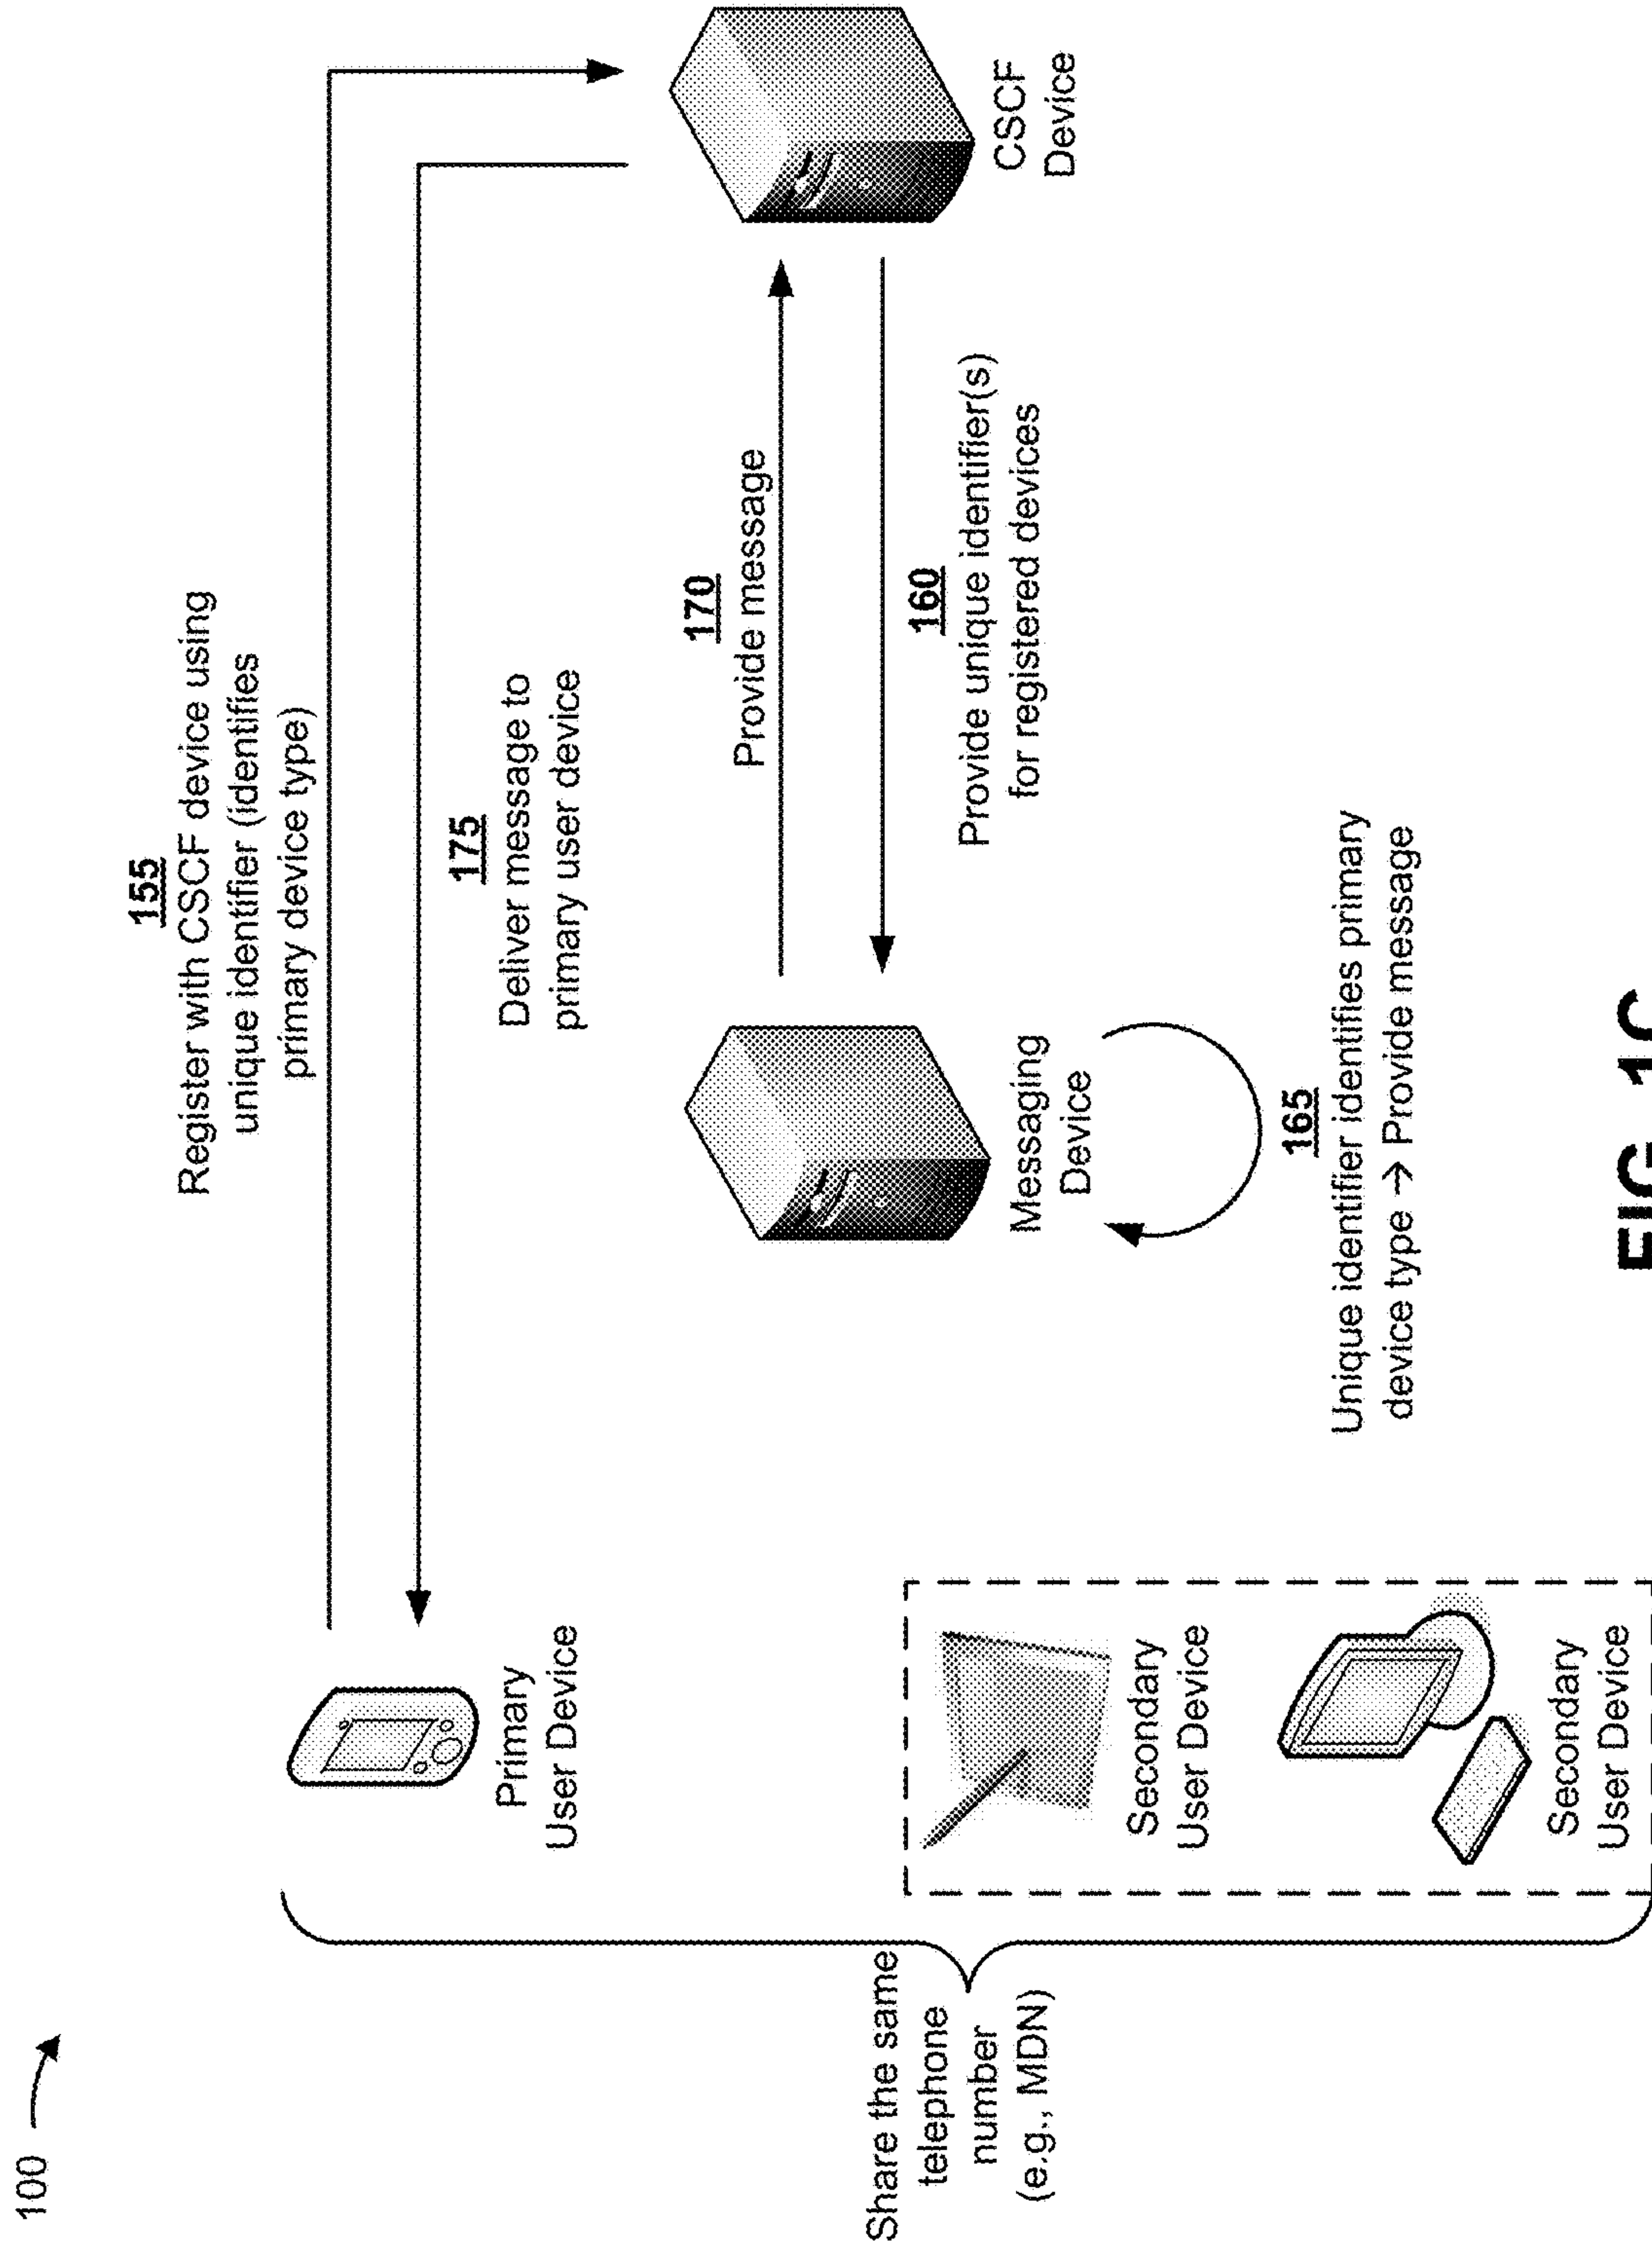 100
155
Register with CSCF device using
unique identifier (identifies
primary device type)
175
Deliver message to
primary user device
Primary
User Device
170
Provide message
160
Provide unique identifier(s)
for registered devices
CSCF
Device
Messaging
Device
165
Unique identifier identifies primary
device type → Provide message
Share the same
telephone
number
(e.g., MDN)
Secondary
User Device
Secondary
User Device
FIG. 1C